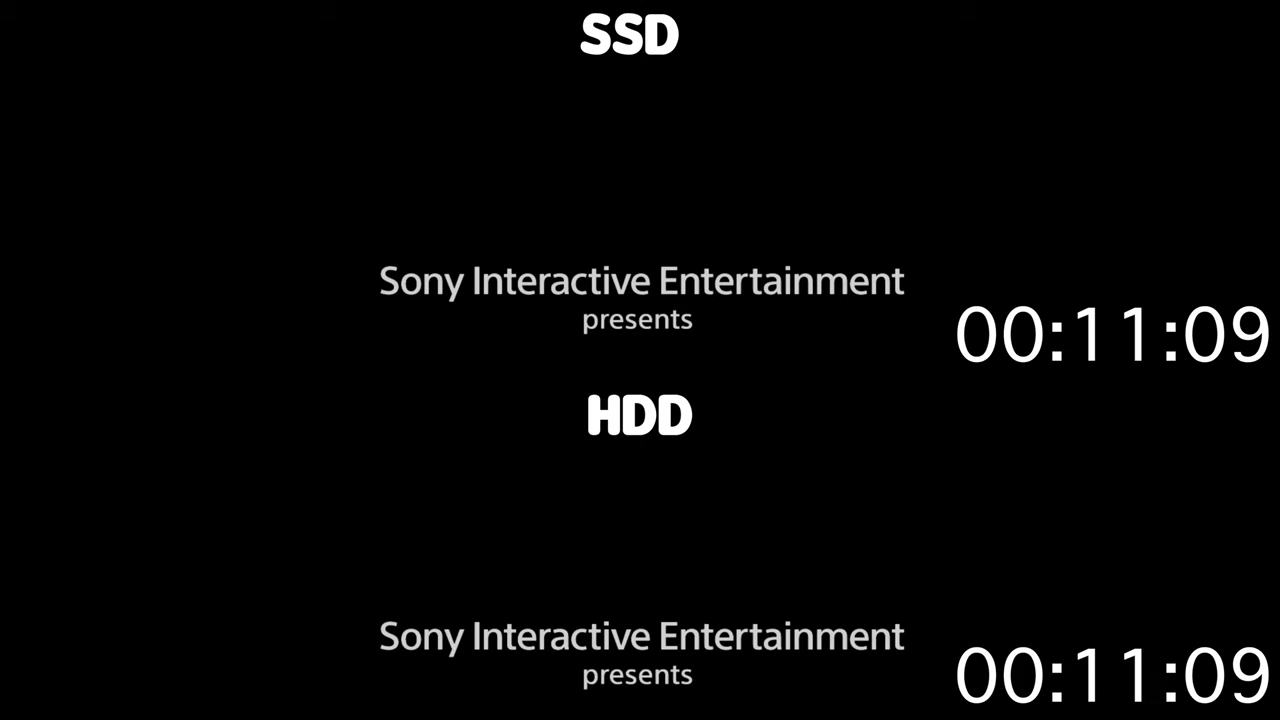 SSD
Sony Interactive Entertainment
presents
00:11:09
HDD
Sony Interactive Entertainment
presents
00:11:09